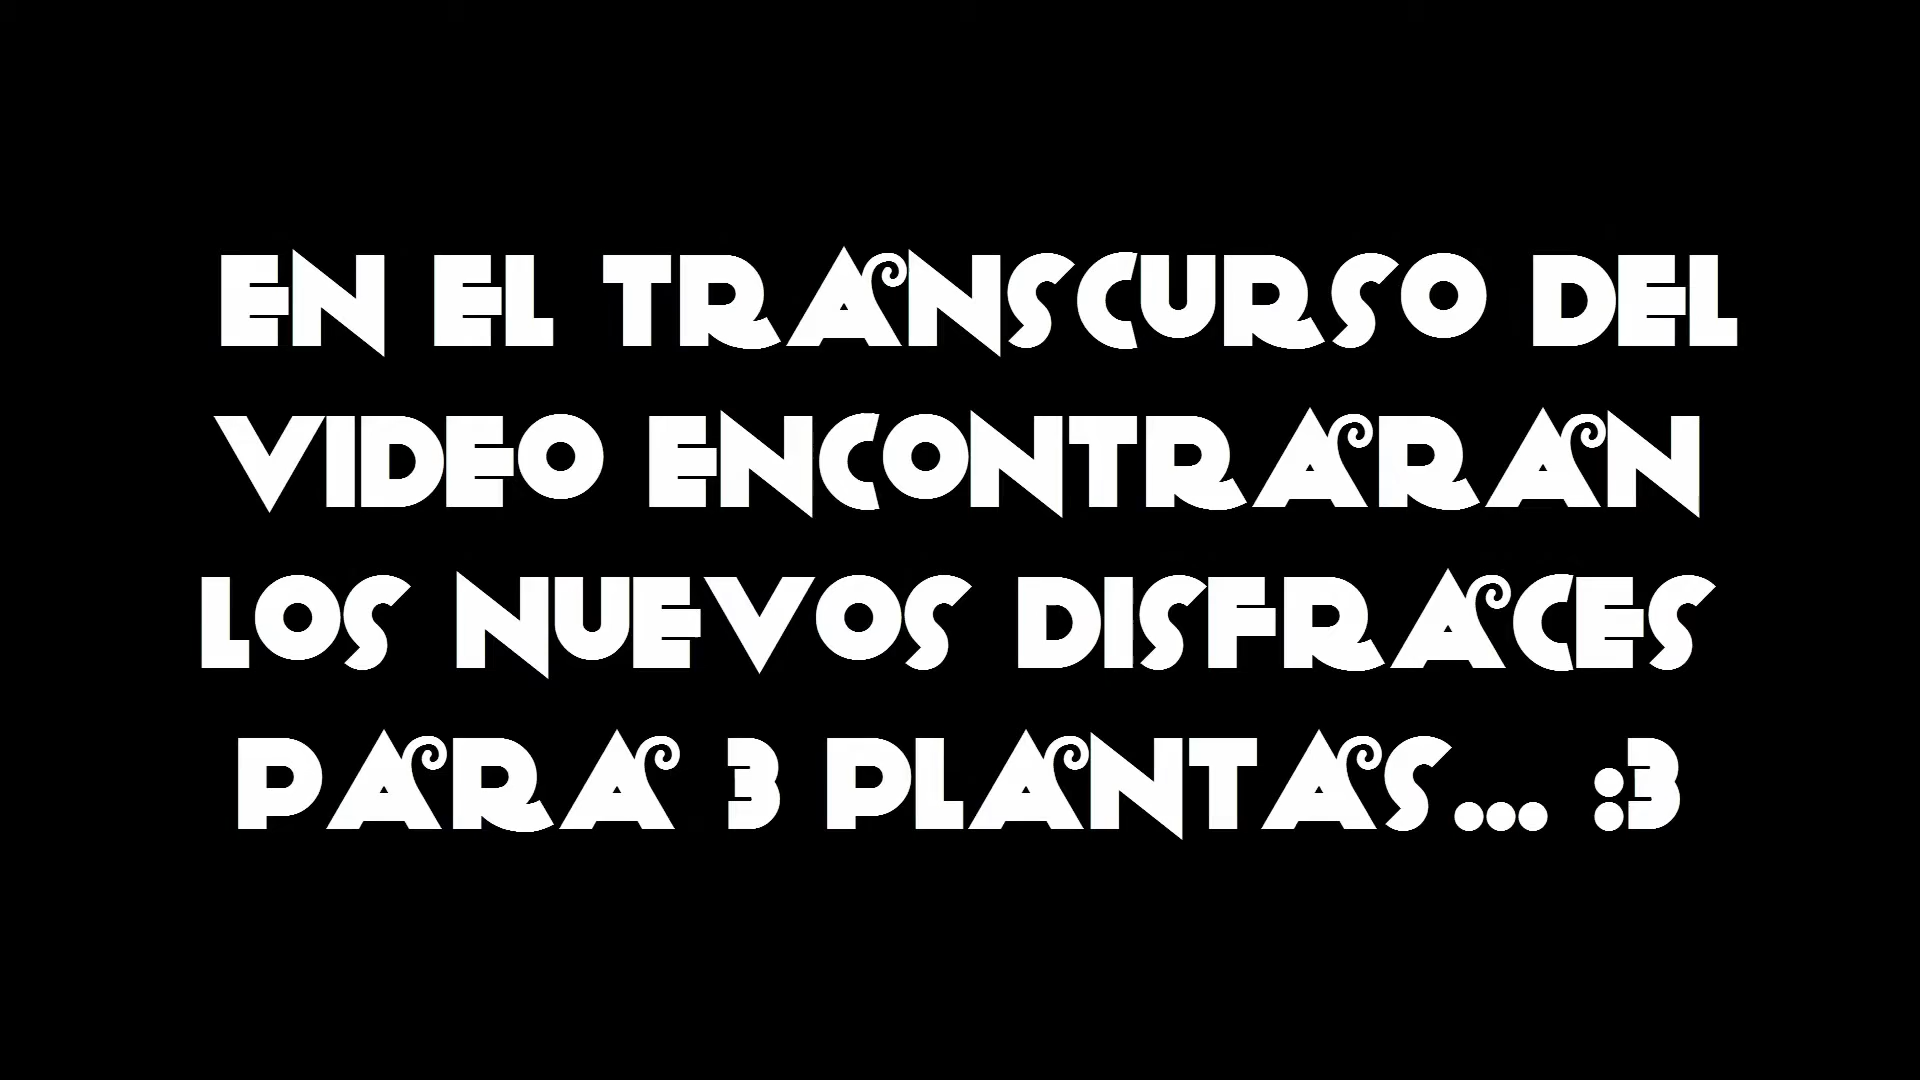 EN EL TRANSCURSO DEL
VIDEO ENCONTRARAN
LOS NUEVOS DISFRACES
PARA 3 PLANTAS... :3